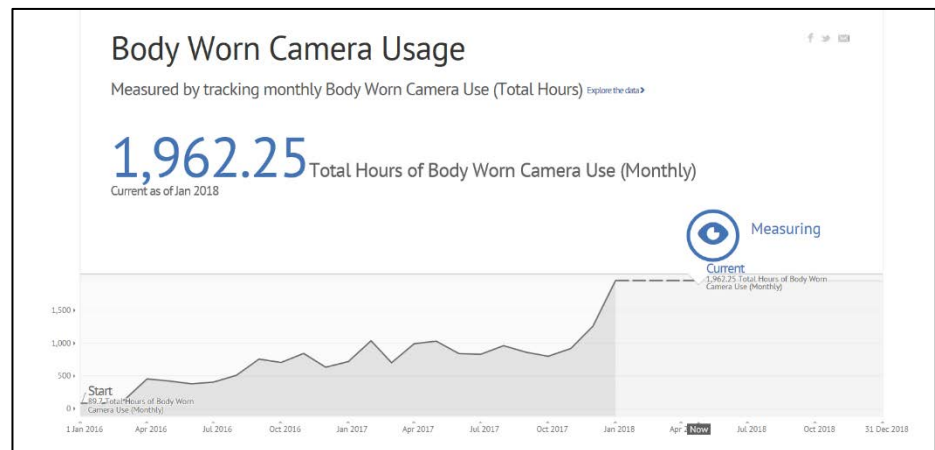 Body Worn Camera Usage
Measured by tracking monthly Body Worn Camera Use (Total Hours) Explore the data >
1,962.25 Total Hours of Body Worn Camera Use (Monthly)
Current as of Jan 2018
Measuring
Current
1,962.25 Total Hours of Body Worn
Camera Use (Monthly)
1,500
1,000
500
0
Start
89.7 Total Hours of Body Worn
Camera Use (Monthly)
1 Jan 2016 Apr 2016 Jul 2016 Oct 2016 Jan 2017 Apr 2017 Jul 2017 Oct 2017 Jan 2018 Apr Now Jul 2018 Oct 2018 31 Dec 2018